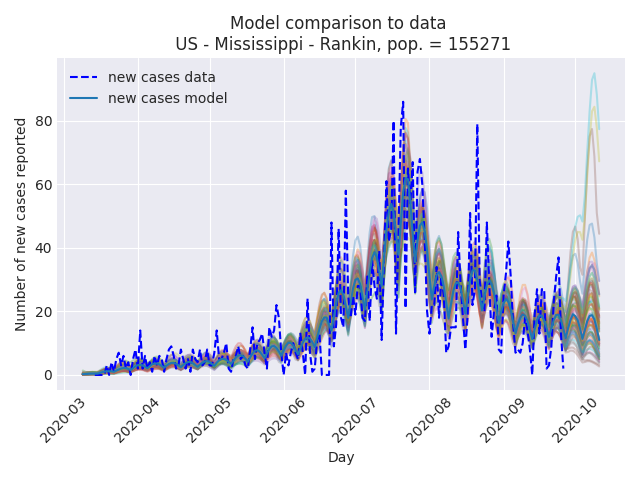 Model comparison to data
US - Mississippi - Rankin, pop. = 155271
new cases data
new cases model
Number of new cases reported
80
60
40
20
0
2020-03
2020-04
2020-05
2020-06
2020-07
2020-08
2020-09
2020-10
Day